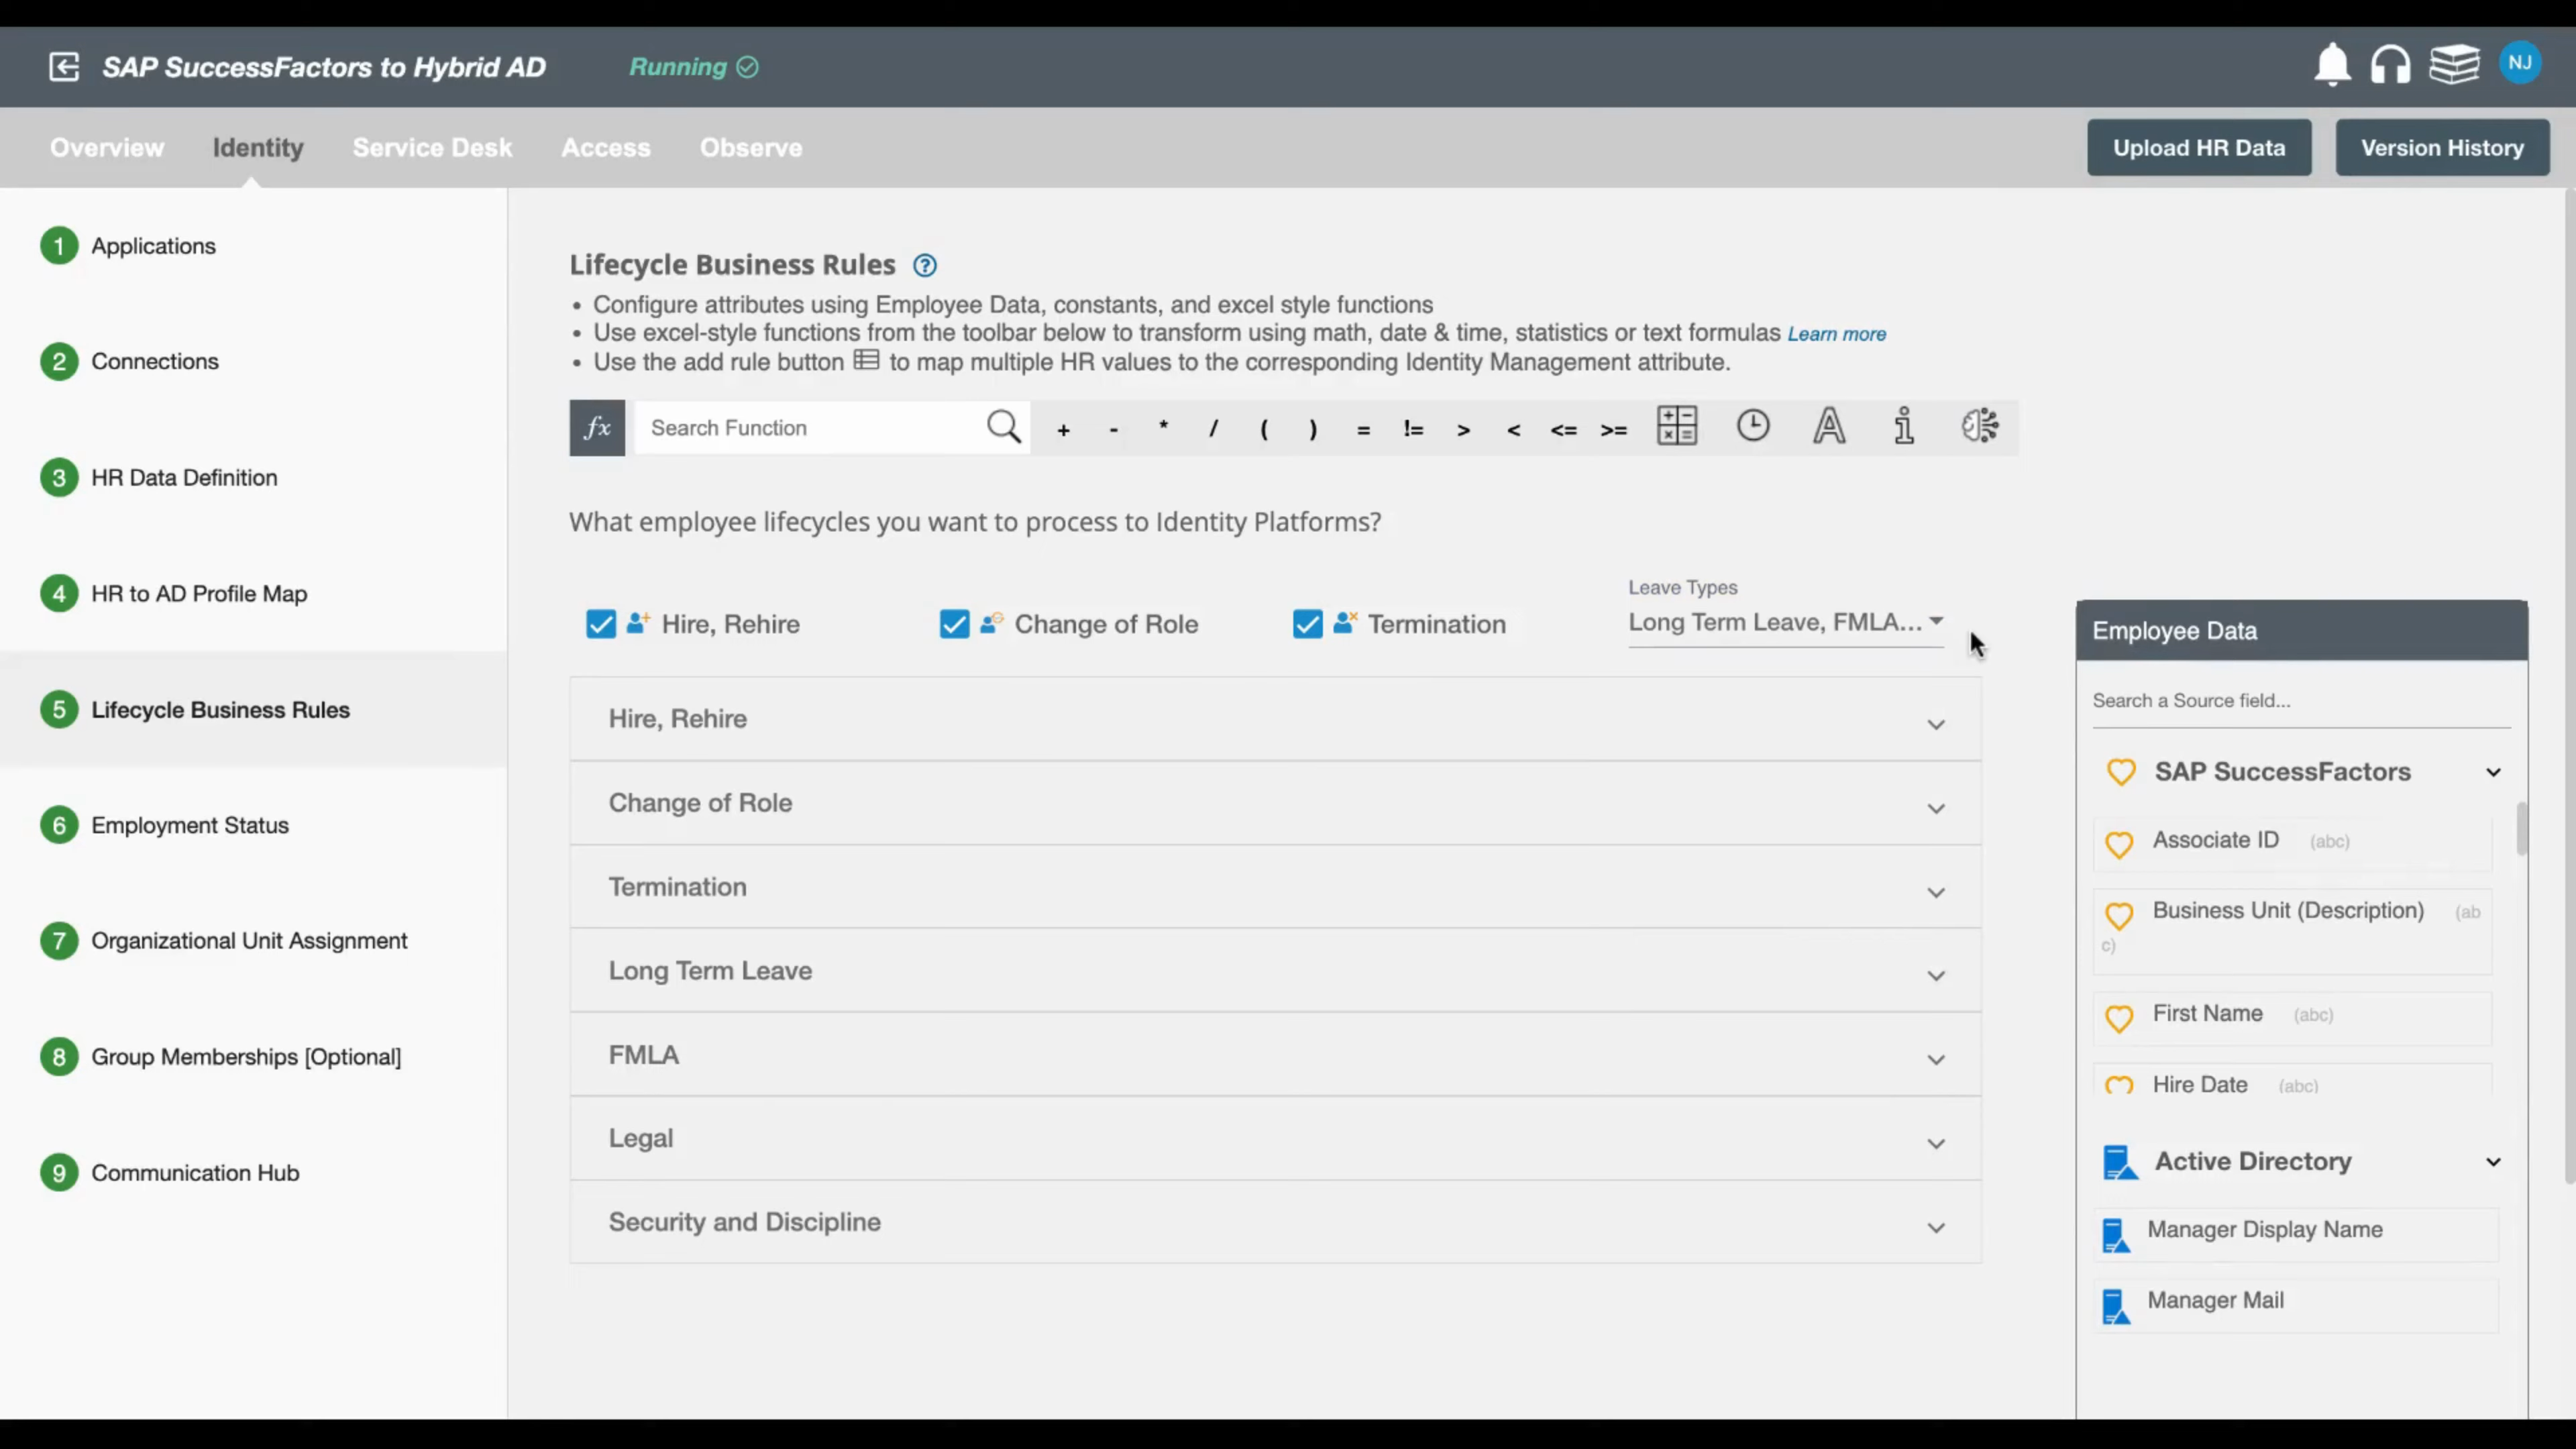 SAP SuccessFactors to Hybrid AD
Running
NJ
Overview
Identity
Service Desk
Access
Observe
Upload HR Data
Version History
1 Applications
2 Connections
3 HR Data Definition
4 HR to AD Profile Map
5 Lifecycle Business Rules
6 Employment Status
7 Organizational Unit Assignment
8 Group Memberships [Optional]
9 Communication Hub
Lifecycle Business Rules ?
• Configure attributes using Employee Data, constants, and excel style functions
• Use excel-style functions from the toolbar below to transform using math, date & time, statistics or text formulas Learn more
• Use the add rule button to map multiple HR values to the corresponding Identity Management attribute.
fx Search Function + - * / ( ) = != > < <= >= A i
What employee lifecycles you want to process to Identity Platforms?
Leave Types
Hire, Rehire
Change of Role
Termination
Long Term Leave, FMLA...
Hire, Rehire
Change of Role
Termination
Long Term Leave
FMLA
Legal
Security and Discipline
Employee Data
Search a Source field...
SAP SuccessFactors
Associate ID (abc)
Business Unit (Description) (ab
c)
First Name (abc)
Hire Date (abc)
Active Directory
Manager Display Name
Manager Mail